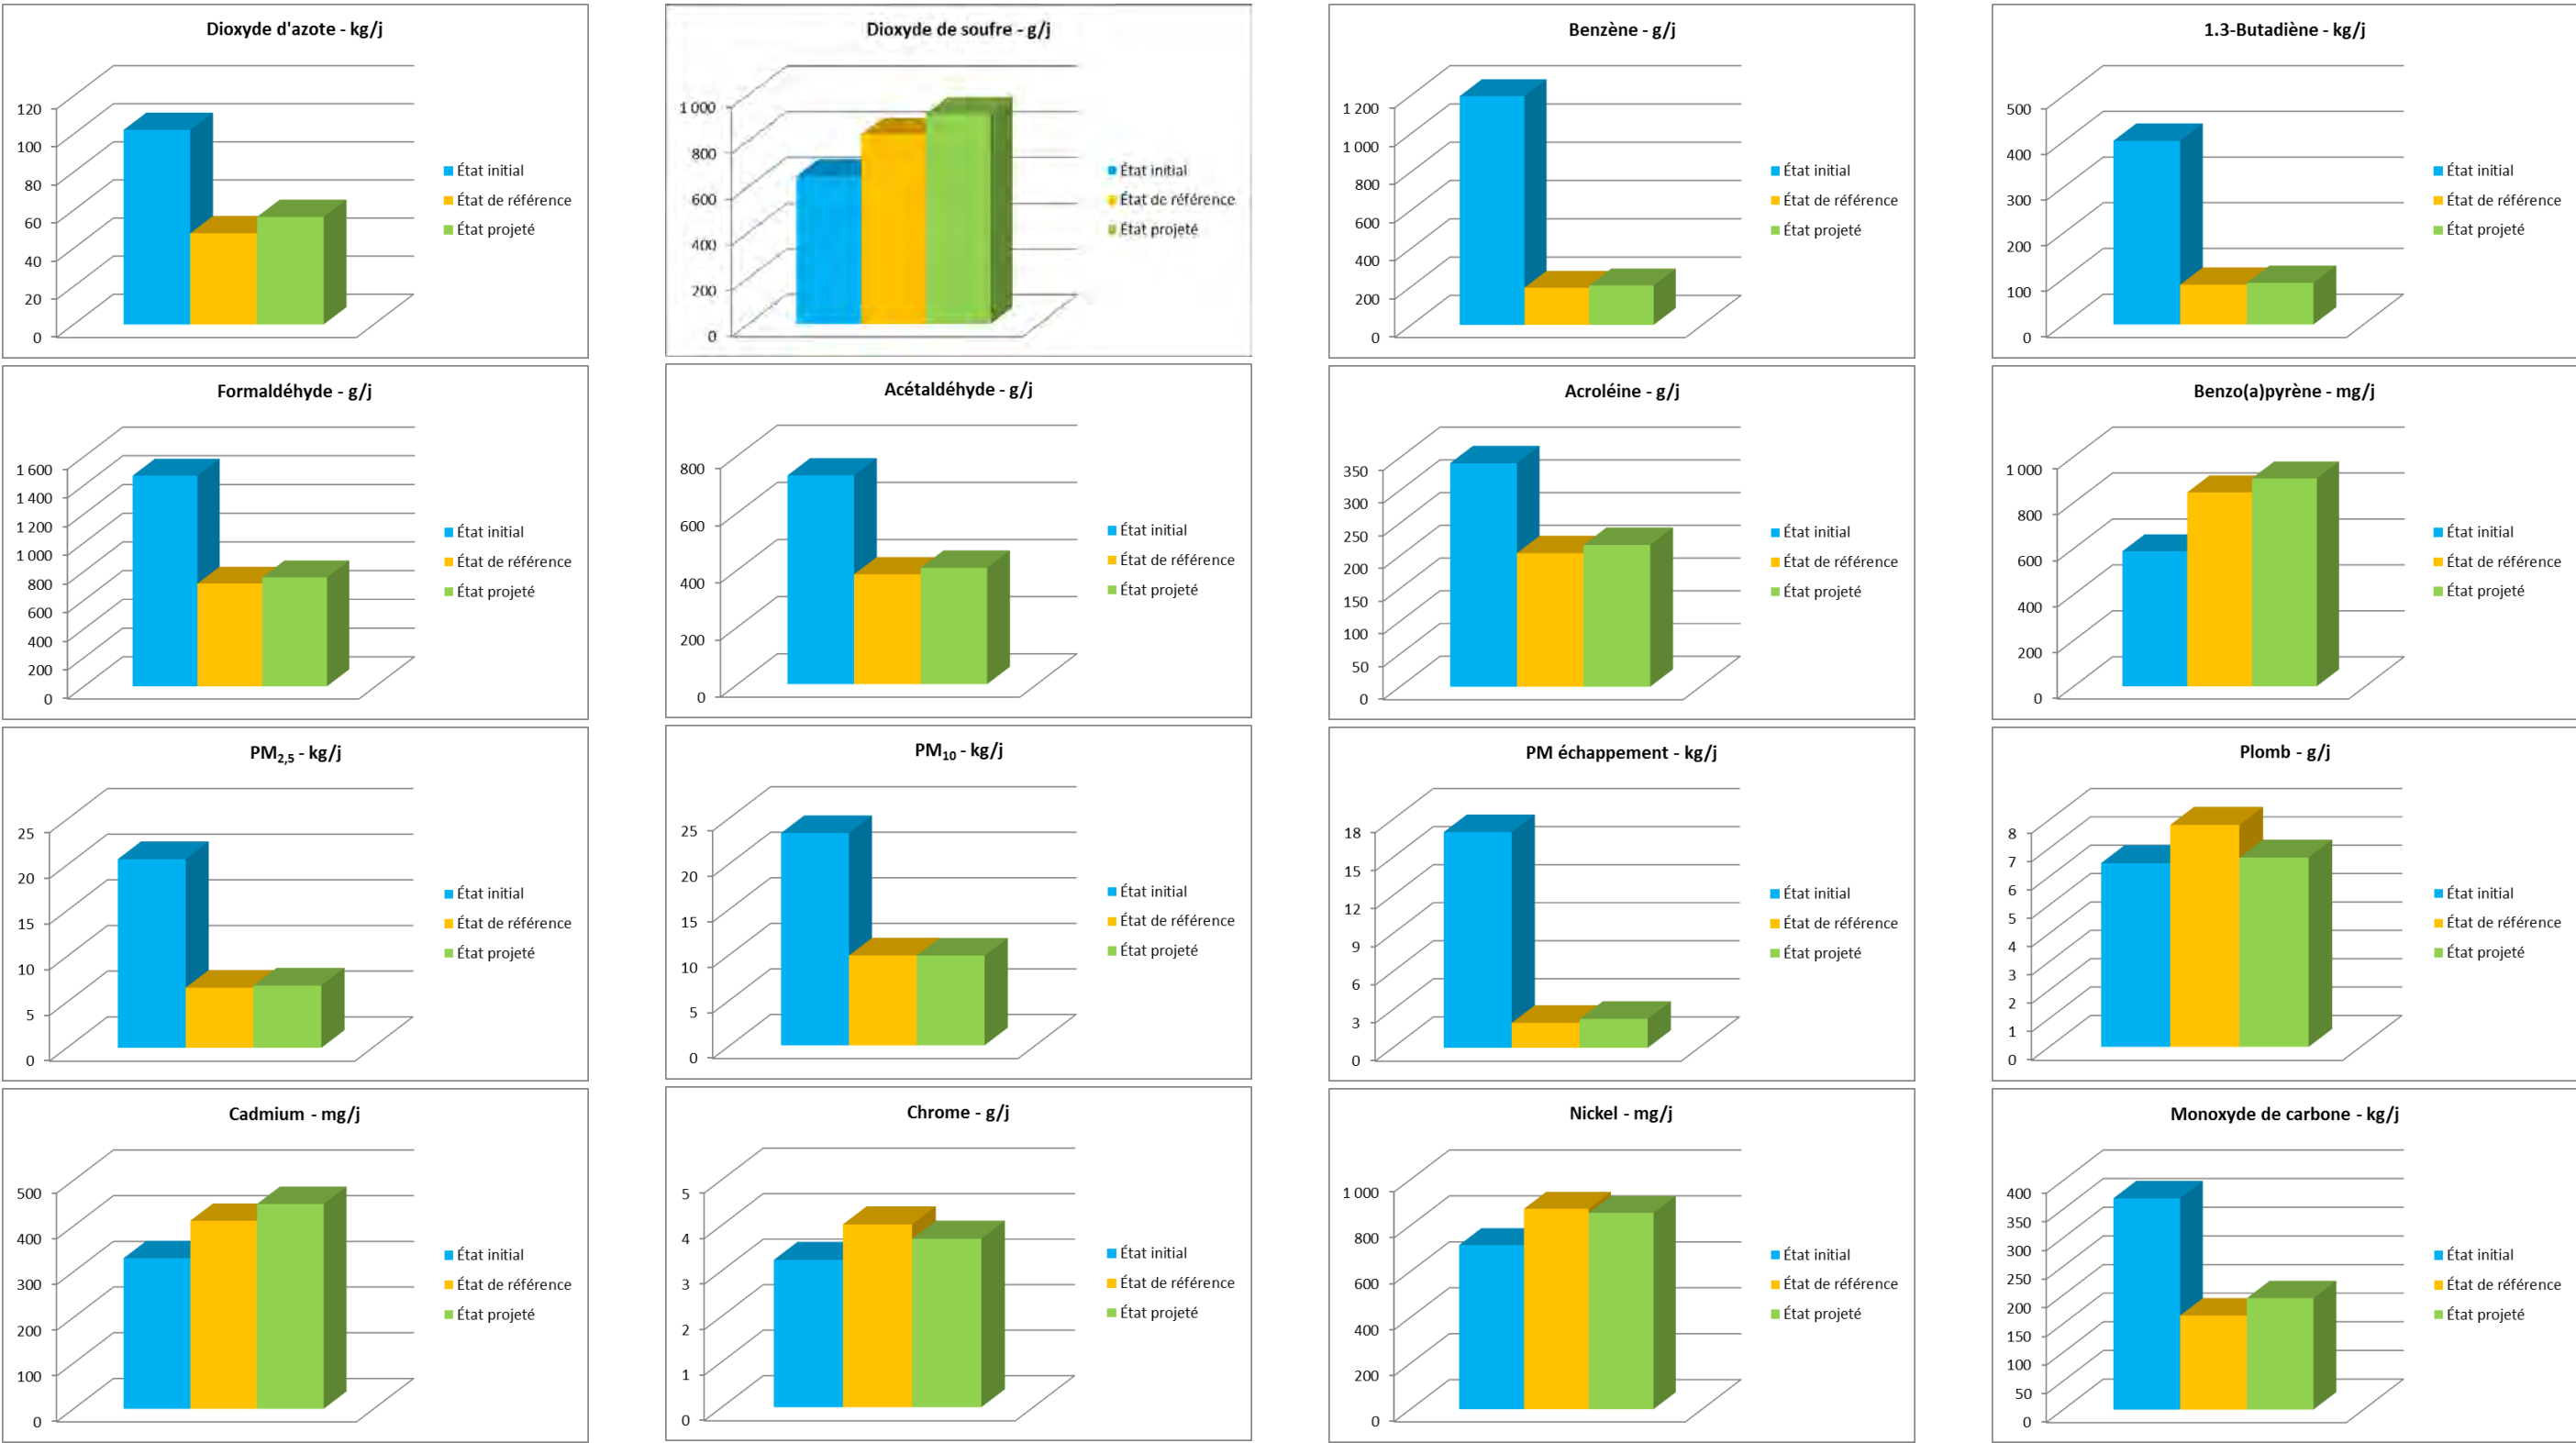 Dioxyde d'azote - kg/j
120
100
80
60
40
20
0
État initial
État de référence
État projeté
Dioxyde de soufre - g/j
1 000
800
600
400
200
0
État initial
État de référence
État projeté
Benzène - g/j
1 200
1 000
800
600
400
200
0
État initial
État de référence
État projeté
1.3-Butadiène - kg/j
500
400
300
200
100
0
État initial
État de référence
État projeté
Formaldéhyde - g/j
1 600
1 400
1 200
1 000
800
600
400
200
0
État initial
État de référence
État projeté
Acétaldéhyde - g/j
800
600
400
200
0
État initial
État de référence
État projeté
Acroléine - g/j
350
300
250
200
150
100
50
0
État initial
État de référence
État projeté
Benzo(a)pyrène - mg/j
1 000
800
600
400
200
0
État initial
État de référence
État projeté
PM2,5 - kg/j
25
20
15
10
5
0
État initial
État de référence
État projeté
PM10 - kg/j
25
20
15
10
5
0
État initial
État de référence
État projeté
PM échappement - kg/j
18
15
12
9
6
3
0
État initial
État de référence
État projeté
Plomb - g/j
8
7
6
5
4
3
2
1
0
État initial
État de référence
État projeté
Cadmium - mg/j
500
400
300
200
100
0
État initial
État de référence
État projeté
Chrome - g/j
5
4
3
2
1
0
État initial
État de référence
État projeté
Nickel - mg/j
1 000
800
600
400
200
0
État initial
État de référence
État projeté
Monoxyde de carbone - kg/j
400
350
300
250
200
150
100
50
0
État initial
État de référence
État projeté